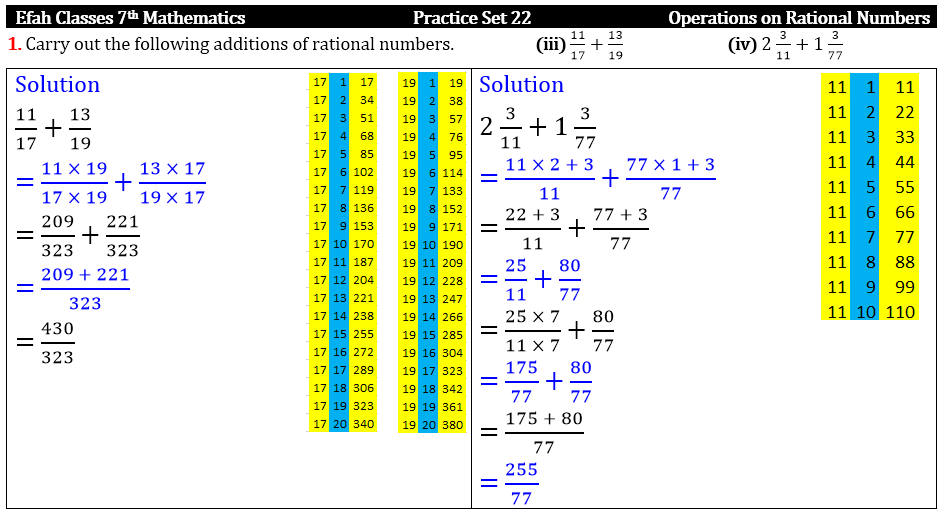 Efah Classes 7th Mathematics Practice Set 22 Operations on Rational Numbers
1. Carry out the following additions of rational numbers. (iii) 11/17 + 13/19 (iv) 2 3/11 + 1 3/77
Solution
11/17 + 13/19
= (11 × 19)/(17 × 19) + (13 × 17)/(19 × 17)
= 209/323 + 221/323
= (209 + 221)/323
= 430/323
17 1 17
17 2 34
17 3 51
17 4 68
17 5 85
17 6 102
17 7 119
17 8 136
17 9 153
17 10 170
17 11 187
17 12 204
17 13 221
17 14 238
17 15 255
17 16 272
17 17 289
17 18 306
17 19 323
17 20 340
19 1 19
19 2 38
19 3 57
19 4 76
19 5 95
19 6 114
19 7 133
19 8 152
19 9 171
19 10 190
19 11 209
19 12 228
19 13 247
19 14 266
19 15 285
19 16 304
19 17 323
19 18 342
19 19 361
19 20 380
Solution
2 3/11 + 1 3/77
= (11 × 2 + 3)/11 + (77 × 1 + 3)/77
= (22 + 3)/11 + (77 + 3)/77
= 25/11 + 80/77
= (25 × 7)/(11 × 7) + 80/77
= 175/77 + 80/77
= (175 + 80)/77
= 255/77
11 1 11
11 2 22
11 3 33
11 4 44
11 5 55
11 6 66
11 7 77
11 8 88
11 9 99
11 10 110